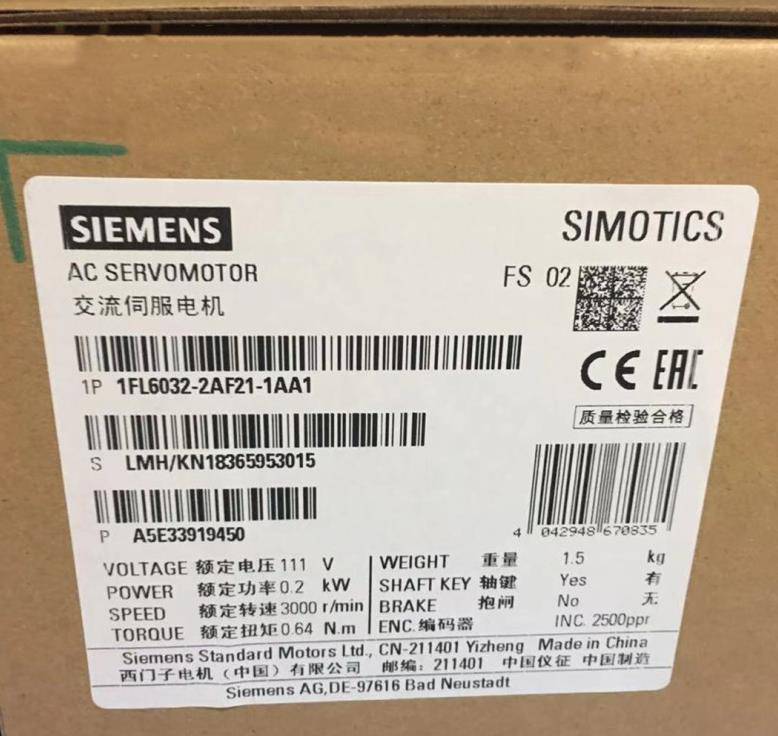 SIEMENS
SIMOTICS
AC SERVOMOTOR
FS 02
交流伺服电机
1P 1FL6032-2AF21-1AA1
CE EAC
质量检验合格
S LMH/KN18365953015
P A5E33919450
4 042948 670835
VOLTAGE 额定电压 111 V
POWER 额定功率 0.2 kW
SPEED 额定转速 3000 r/min
TORQUE 额定扭矩 0.64 N.m
WEIGHT 重量 1.5 kg
SHAFT KEY 轴键 Yes 有
BRAKE 抱闸 No 无
ENC. 编码器 INC. 2500ppr
Siemens Standard Motors Ltd., CN-211401 Yizheng Made in China
西门子电机（中国）有限公司 邮编：211401 中国仪征 中国制造
Siemens AG,DE-97616 Bad Neustadt